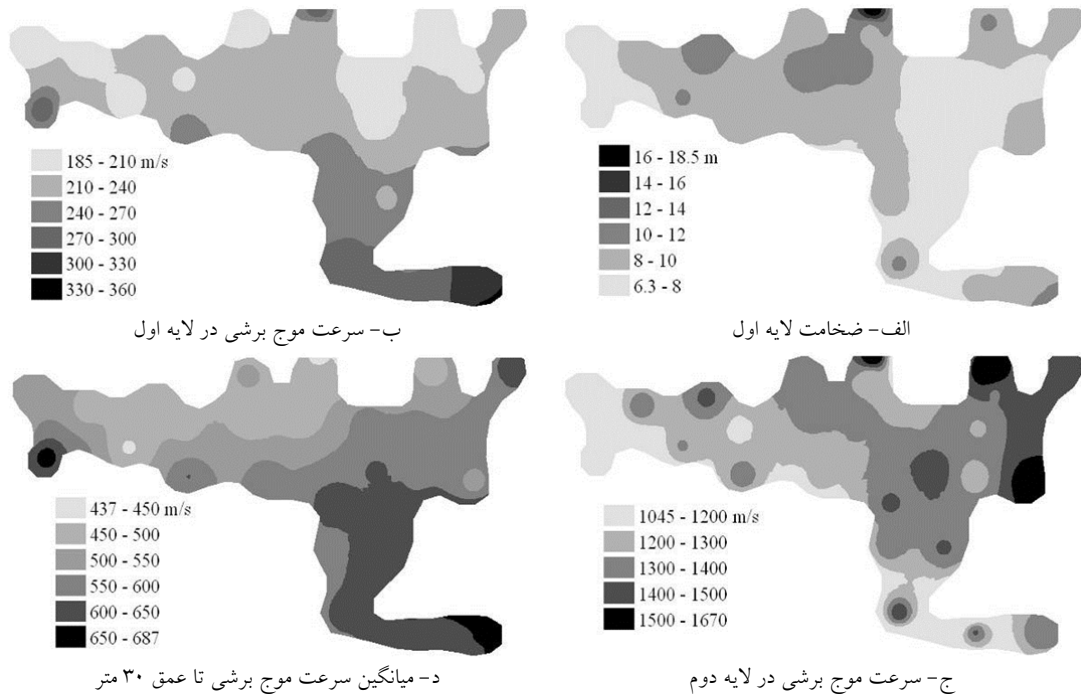 16 - 18.5 m
14 - 16
12 - 14
10 - 12
8 - 10
6.3 - 8
الف- ضخامت لایه اول
185 - 210 m/s
210 - 240
240 - 270
270 - 300
300 - 330
330 - 360
ب- سرعت موج برشی در لایه اول
1045 - 1200 m/s
1200 - 1300
1300 - 1400
1400 - 1500
1500 - 1670
ج- سرعت موج برشی در لایه دوم
437 - 450 m/s
450 - 500
500 - 550
550 - 600
600 - 650
650 - 687
د- میانگین سرعت موج برشی تا عمق ۳۰ متر